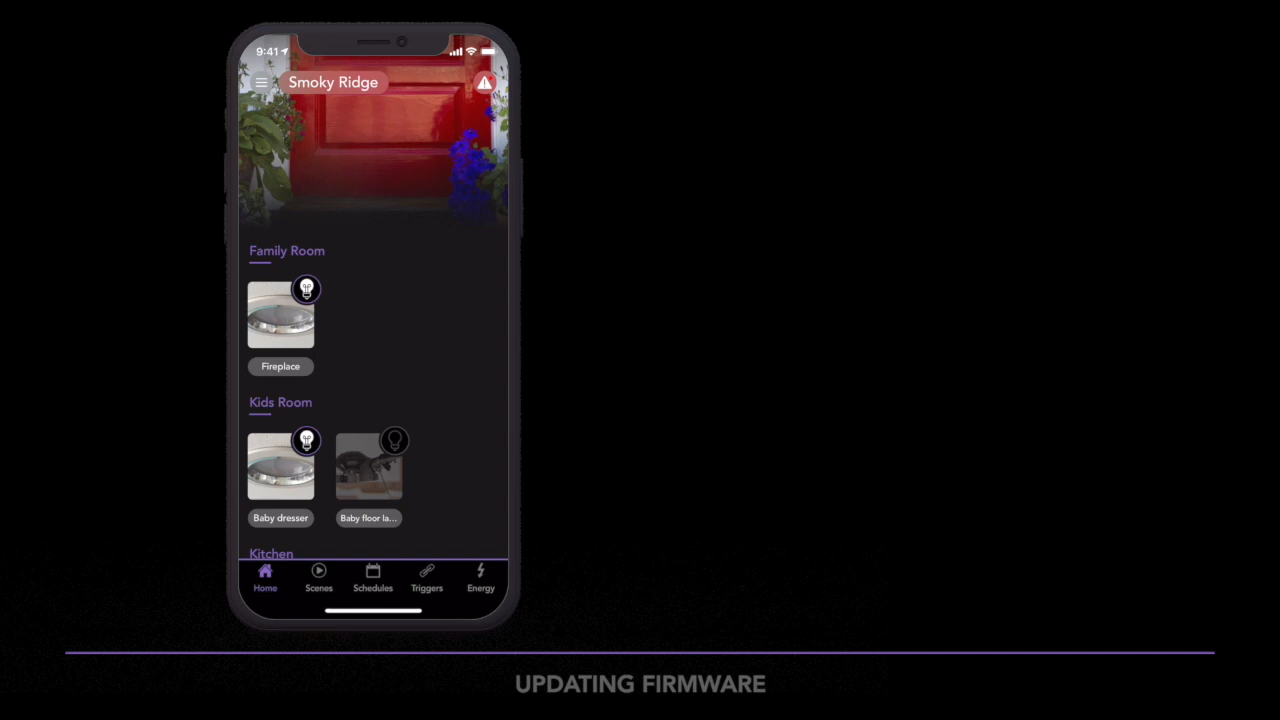 9:41
Smoky Ridge
Family Room
Fireplace
Kids Room
Baby dresser
Baby floor la...
Kitchen
Home
Scenes
Schedules
Triggers
Energy
UPDATING FIRMWARE